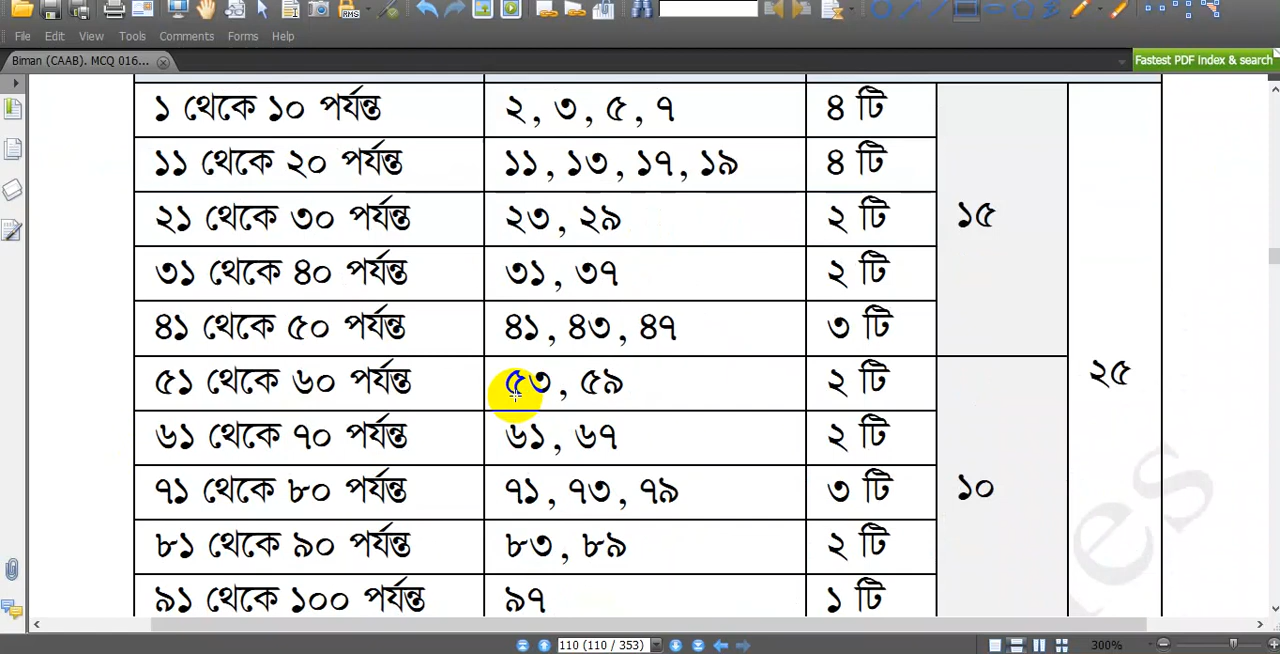 RMS
File Edit View Tools Comments Forms Help
Biman (CAAB). MCQ 016...
Fastest PDF Index & search
১ থেকে ১০ পর্যন্ত ২, ৩, ৫, ৭ ৪ টি
১১ থেকে ২০ পর্যন্ত ১১, ১৩, ১৭, ১৯ ৪ টি
২১ থেকে ৩০ পর্যন্ত ২৩, ২৯ ২ টি ১৫
৩১ থেকে ৪০ পর্যন্ত ৩১, ৩৭ ২ টি
৪১ থেকে ৫০ পর্যন্ত ৪১, ৪৩, ৪৭ ৩ টি
৫১ থেকে ৬০ পর্যন্ত ৫৩, ৫৯ ২ টি ২৫
৬১ থেকে ৭০ পর্যন্ত ৬১, ৬৭ ২ টি
৭১ থেকে ৮০ পর্যন্ত ৭১, ৭৩, ৭৯ ৩ টি ১০
৮১ থেকে ৯০ পর্যন্ত ৮৩, ৮৯ ২ টি
৯১ থেকে ১০০ পর্যন্ত ৯৭ ১ টি
110 (110 / 353)
300%